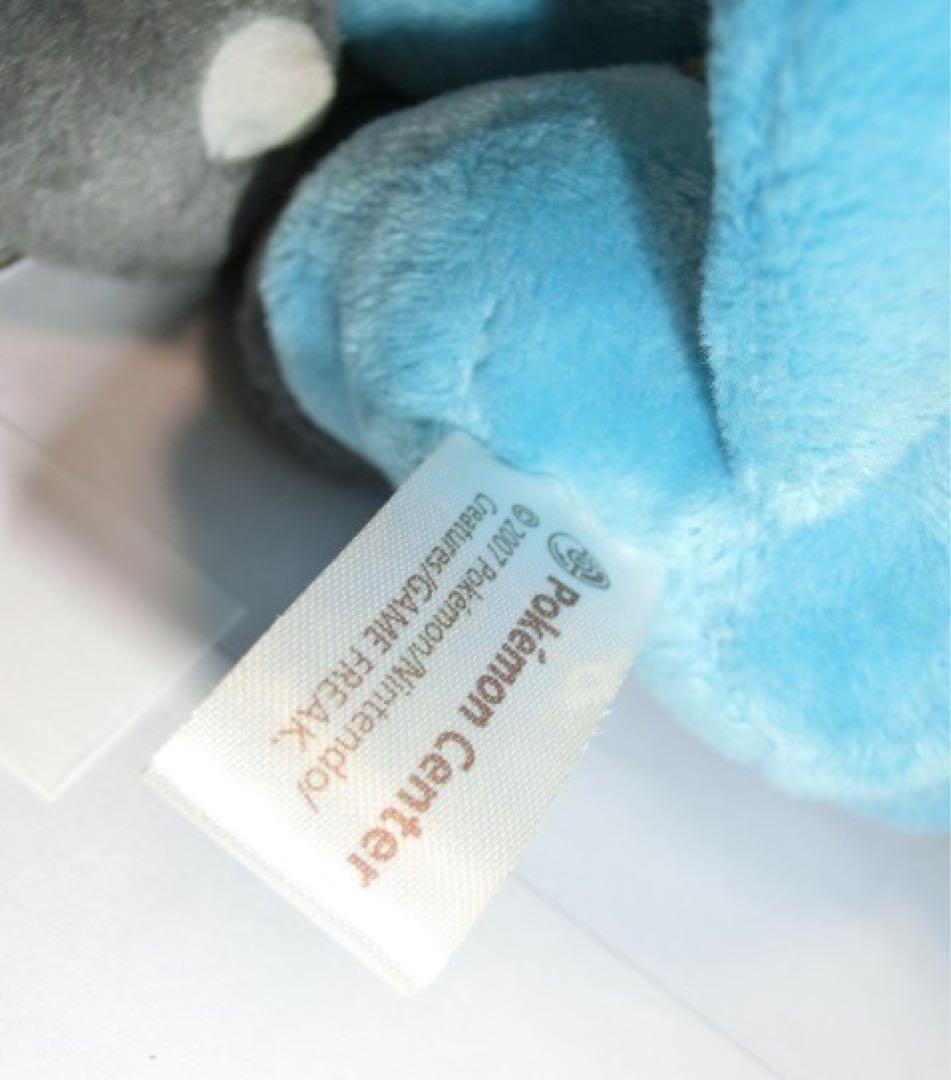 Pokémon Center
© 2007 Pokémon/Nintendo/
Creatures/GAME FREAK.